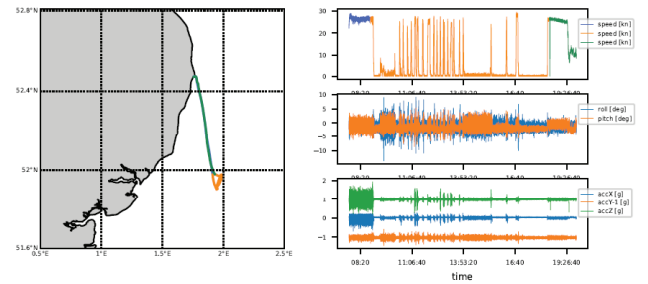 52.8°N
52.4°N
52°N
51.6°N
0.5°E 1°E 1.5°E 2°E 2.5°E
30
20
10
0
speed [kn]
speed [kn]
speed [kn]
08:20 11:06:40 13:53:20 16:40 19:26:40
10
5
0
−5
−10
roll [deg]
pitch [deg]
08:20 11:06:40 13:53:20 16:40 19:26:40
2
1
0
−1
accX [g]
accY-1 [g]
accZ [g]
08:20 11:06:40 13:53:20 16:40 19:26:40
time